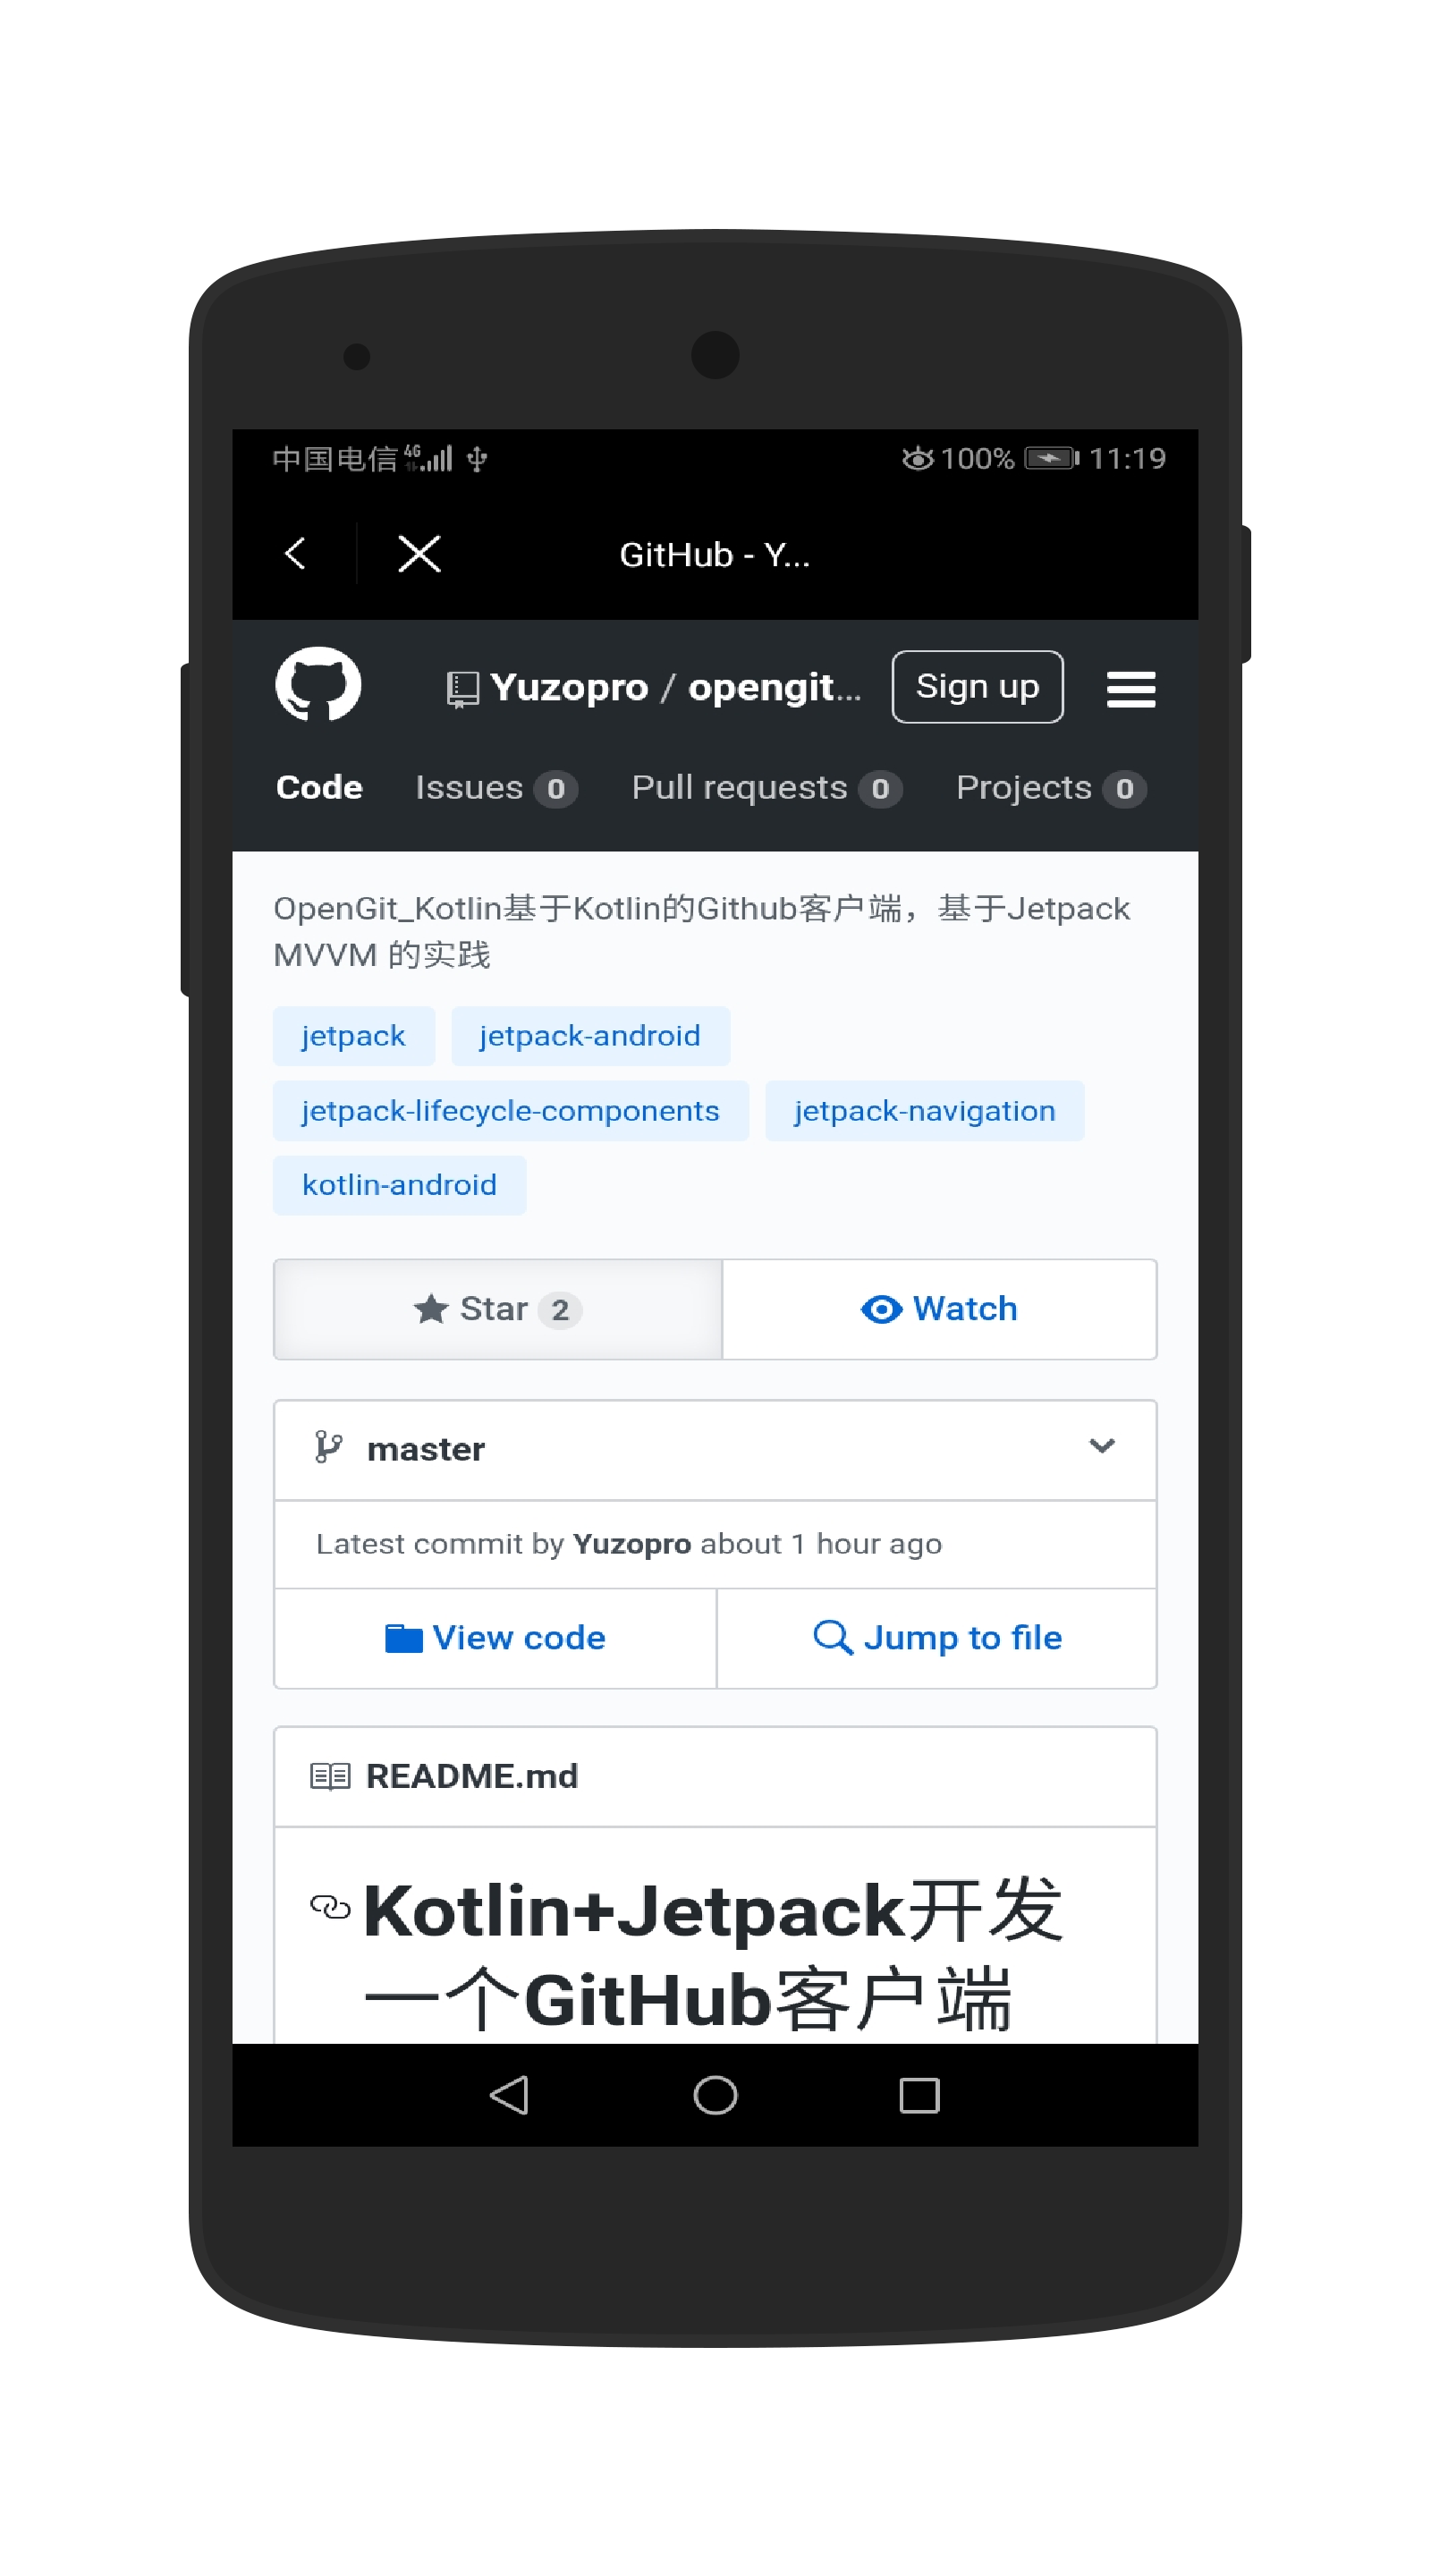 中国电信 4G 100% 11:19
GitHub - Y...
Yuzopro / opengit... Sign up
Code Issues 0 Pull requests 0 Projects 0
OpenGit_Kotlin基于Kotlin的Github客户端，基于Jetpack
MVVM 的实践
jetpack jetpack-android
jetpack-lifecycle-components jetpack-navigation
kotlin-android
Star 2 Watch
master
Latest commit by Yuzopro about 1 hour ago
View code Jump to file
README.md
Kotlin+Jetpack开发
一个GitHub客户端